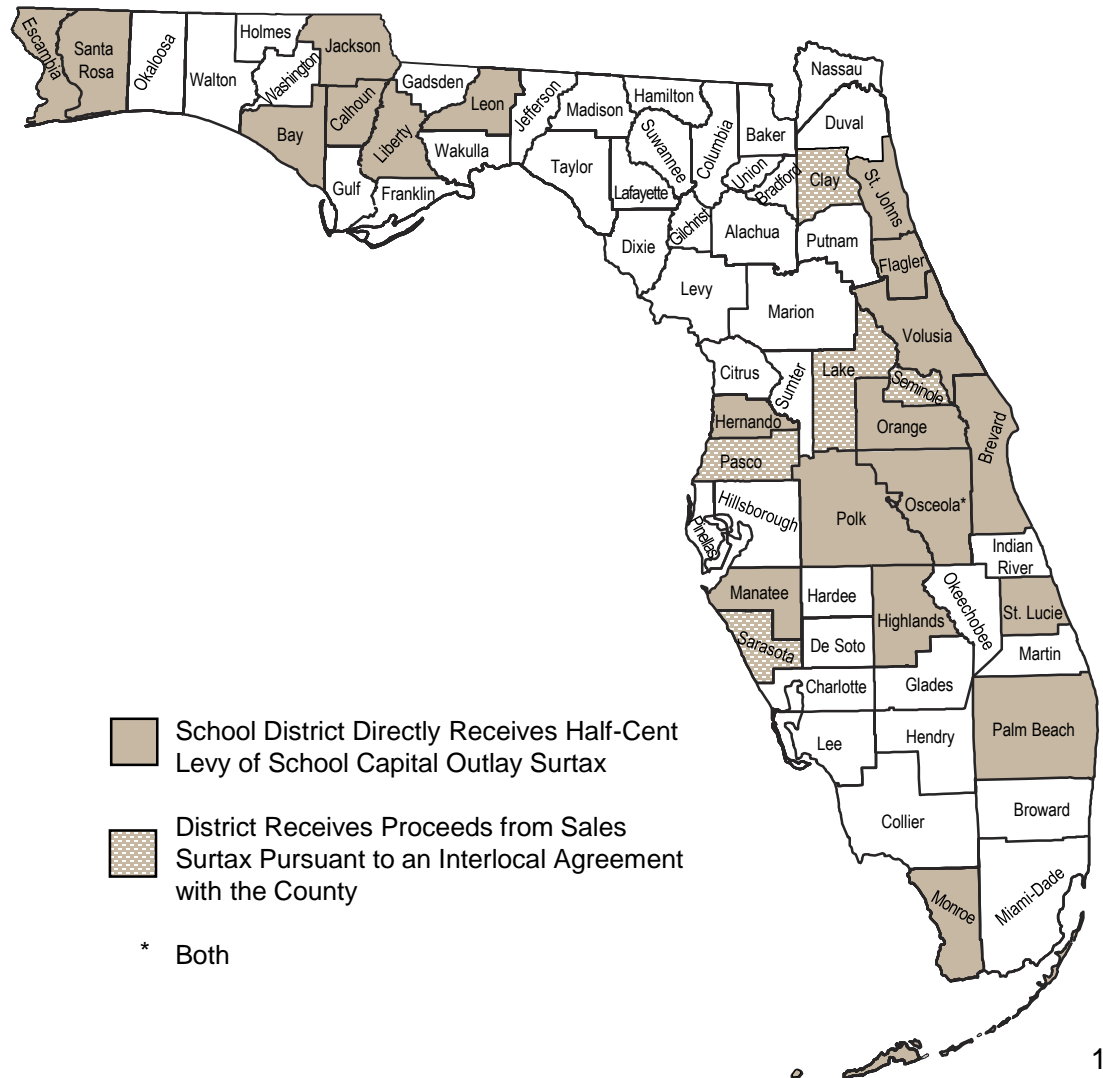 Escambia
Santa
Rosa
Okaloosa
Walton
Holmes
Washington
Jackson
Bay
Calhoun
Gulf
Liberty
Gadsden
Franklin
Leon
Wakulla
Jefferson
Madison
Taylor
Hamilton
Suwannee
Lafayette
Dixie
Columbia
Gilchrist
Baker
Union
Bradford
Alachua
Levy
Nassau
Duval
Clay
St. Johns
Putnam
Flagler
Marion
Volusia
Citrus
Sumter
Lake
Seminole
Hernando
Orange
Brevard
Pasco
Hillsborough
Pinellas
Polk
Osceola*
Indian
River
Manatee
Hardee
Highlands
Okeechobee
St. Lucie
Sarasota
De Soto
Martin
Charlotte
Glades
Lee
Hendry
Palm Beach
Collier
Broward
Monroe
Miami-Dade
School District Directly Receives Half-Cent
Levy of School Capital Outlay Surtax
District Receives Proceeds from Sales
Surtax Pursuant to an Interlocal Agreement
with the County
* Both
1